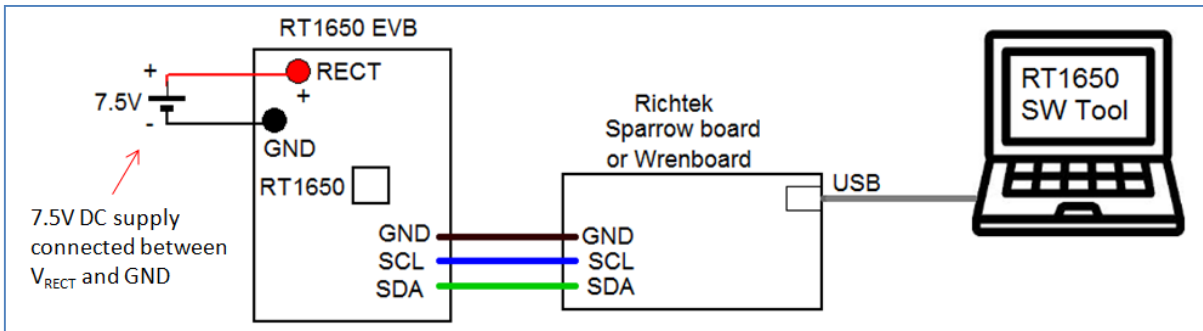 RT1650 EVB
+
RECT
7.5V
+
-
GND
RT1650
7.5V DC supply
connected between
VRECT and GND
GND
SCL
SDA
Richtek
Sparrow board
or Wrenboard
GND
SCL
SDA
USB
RT1650
SW Tool